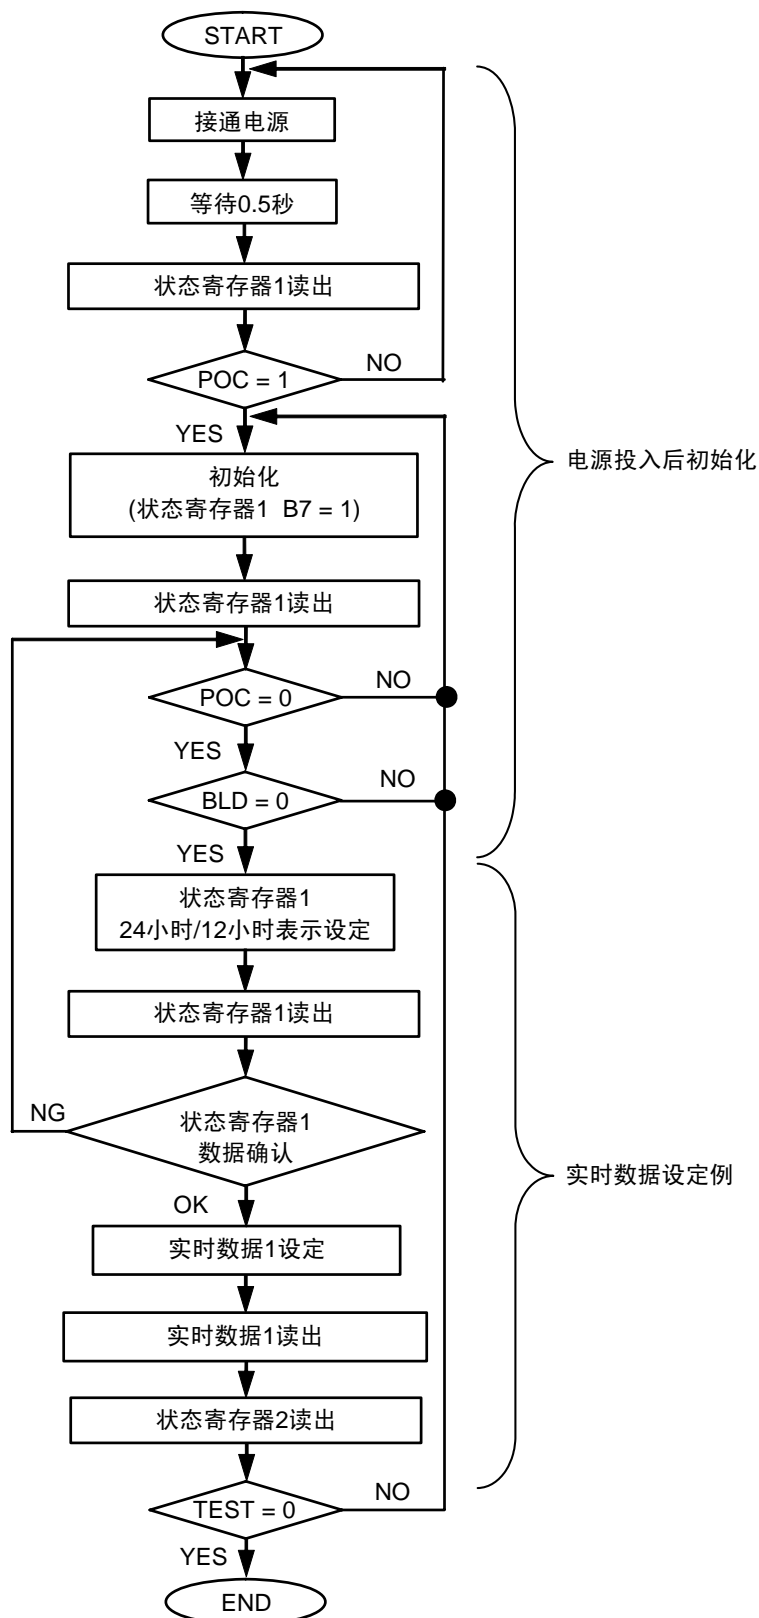 START
接通电源
等待0.5秒
状态寄存器1读出
POC = 1
NO
YES
初始化
(状态寄存器1  B7 = 1)
电源投入后初始化
状态寄存器1读出
POC = 0
NO
YES
BLD = 0
NO
YES
状态寄存器1
24小时/12小时表示设定
状态寄存器1读出
NG
状态寄存器1
数据确认
实时数据设定例
OK
实时数据1设定
实时数据1读出
状态寄存器2读出
TEST = 0
NO
YES
END